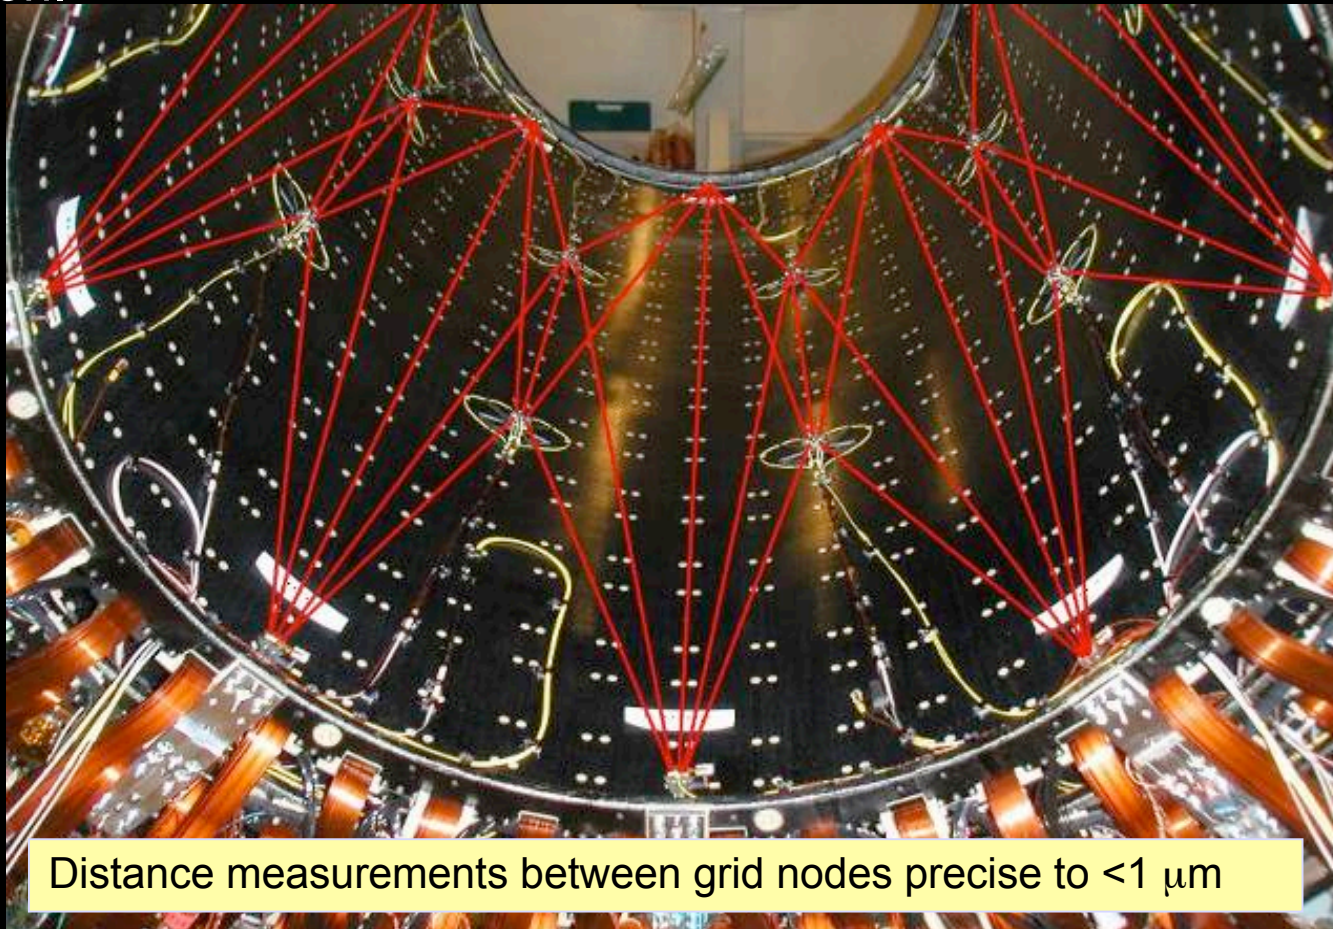 Distance measurements between grid nodes precise to <1 μm